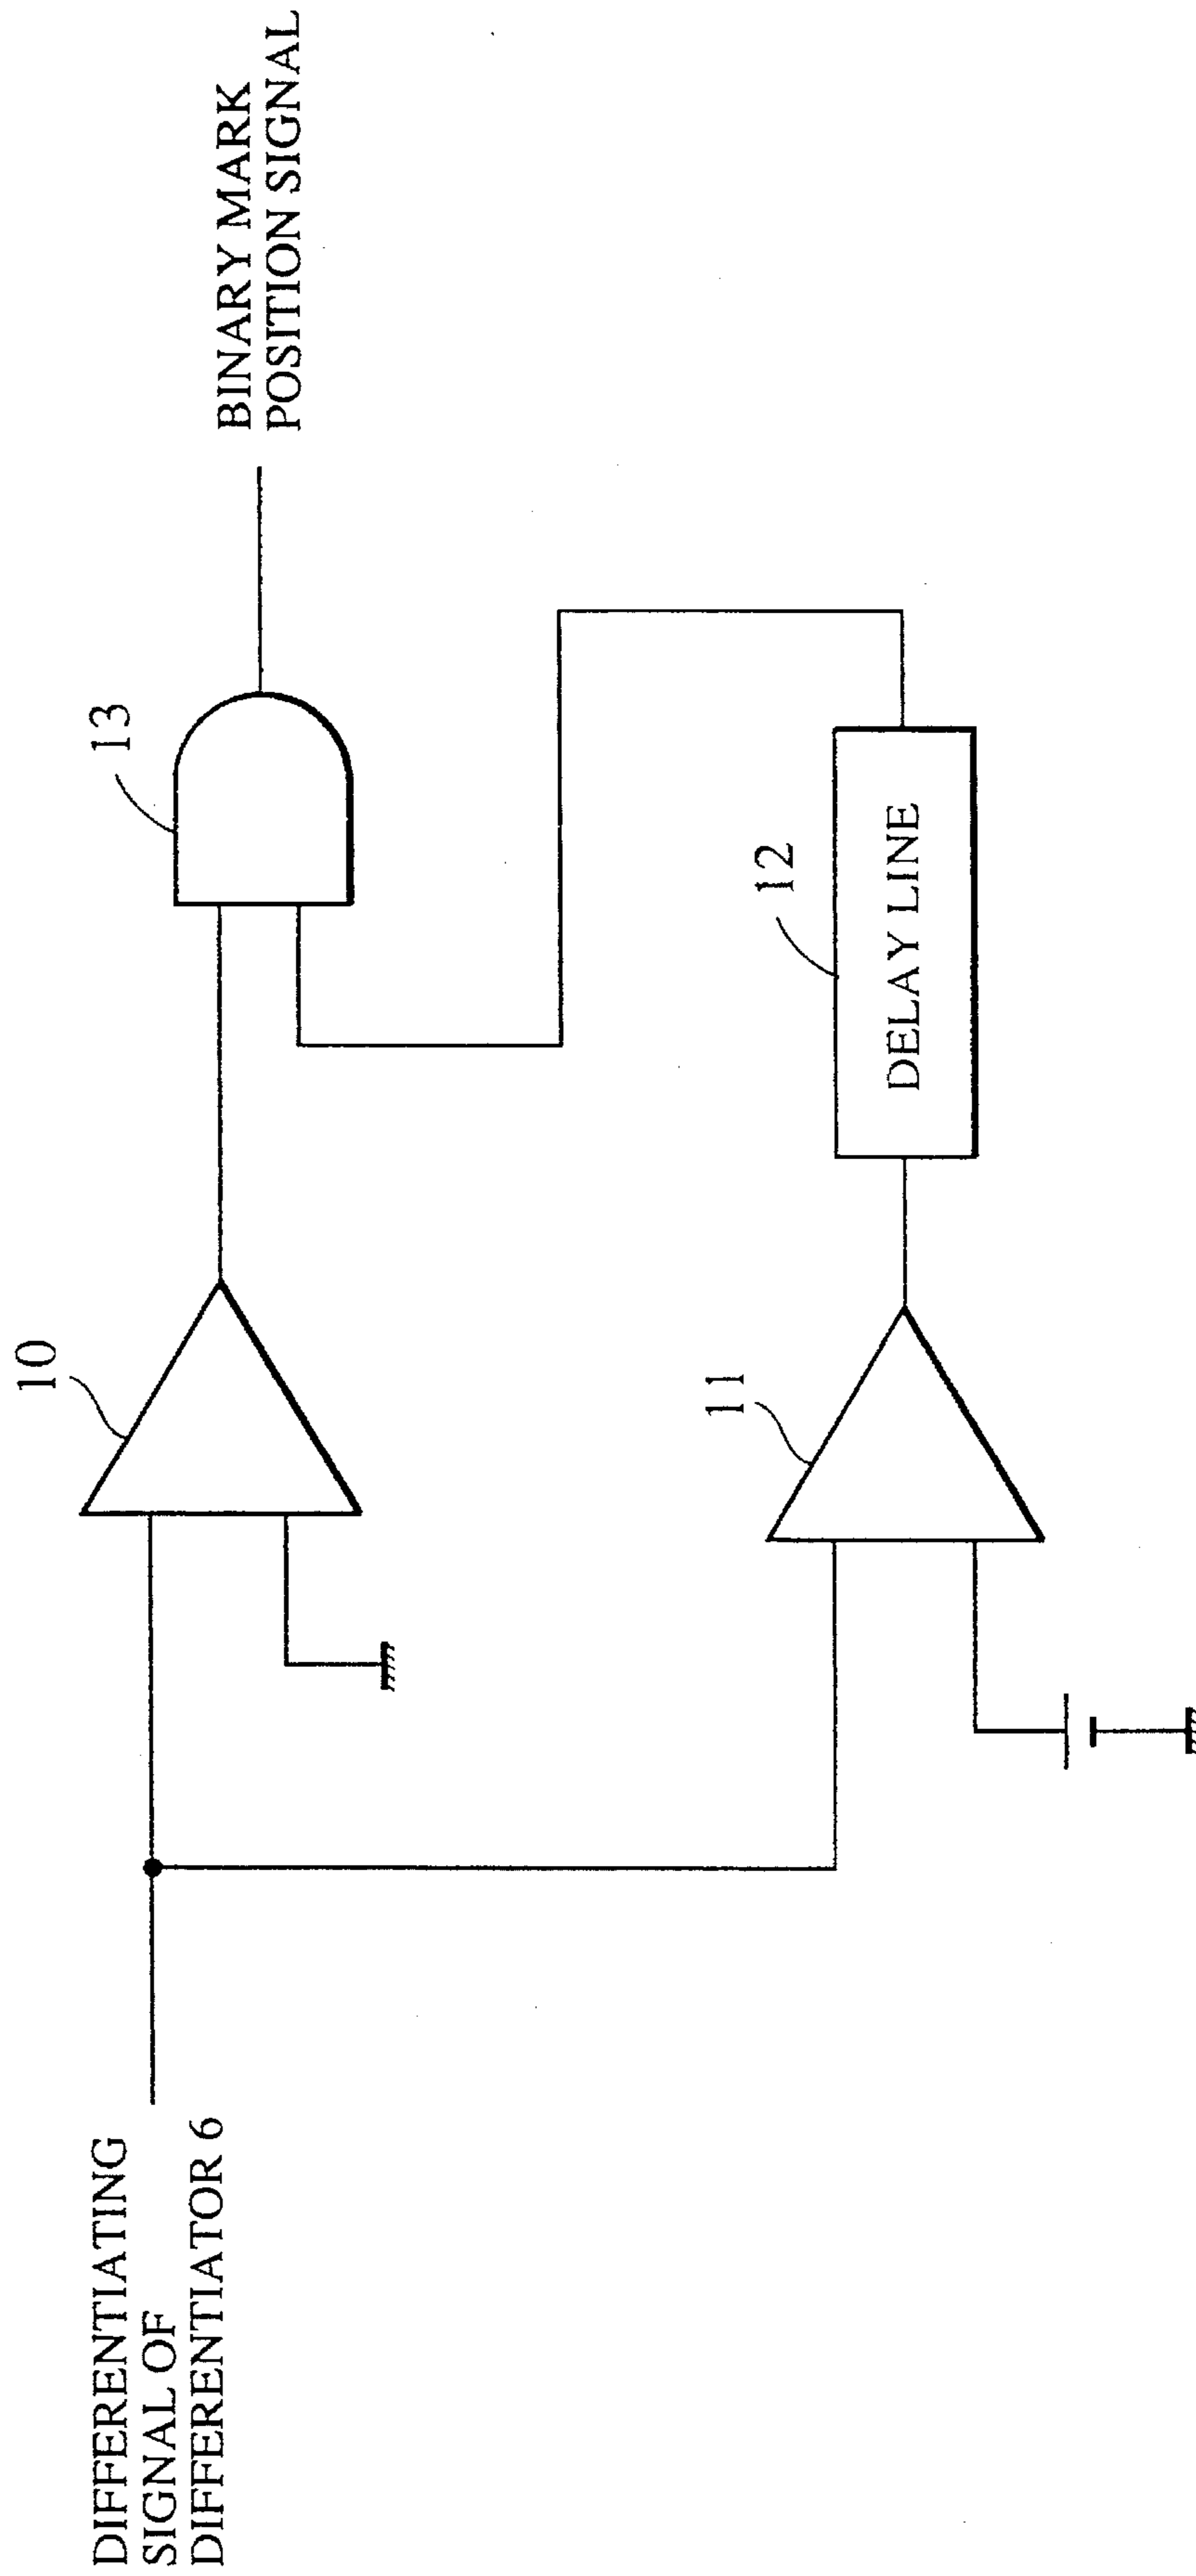 DIFFERENTIATING
SIGNAL OF
DIFFERENTIATOR 6
10
11
12
DELAY LINE
13
BINARY MARK
POSITION SIGNAL